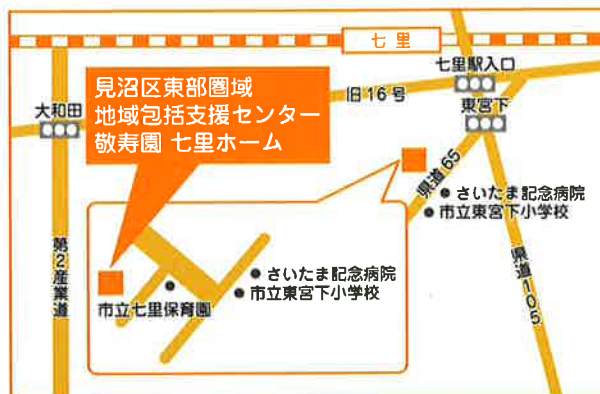 七里
七里駅入口
見沼区東部圏域
地域包括支援センター
敬寿園 七里ホーム
大和田
旧16号
東宮下
県道65
さいたま記念病院
市立東宮下小学校
第2産業道
県道105
さいたま記念病院
市立東宮下小学校
市立七里保育園